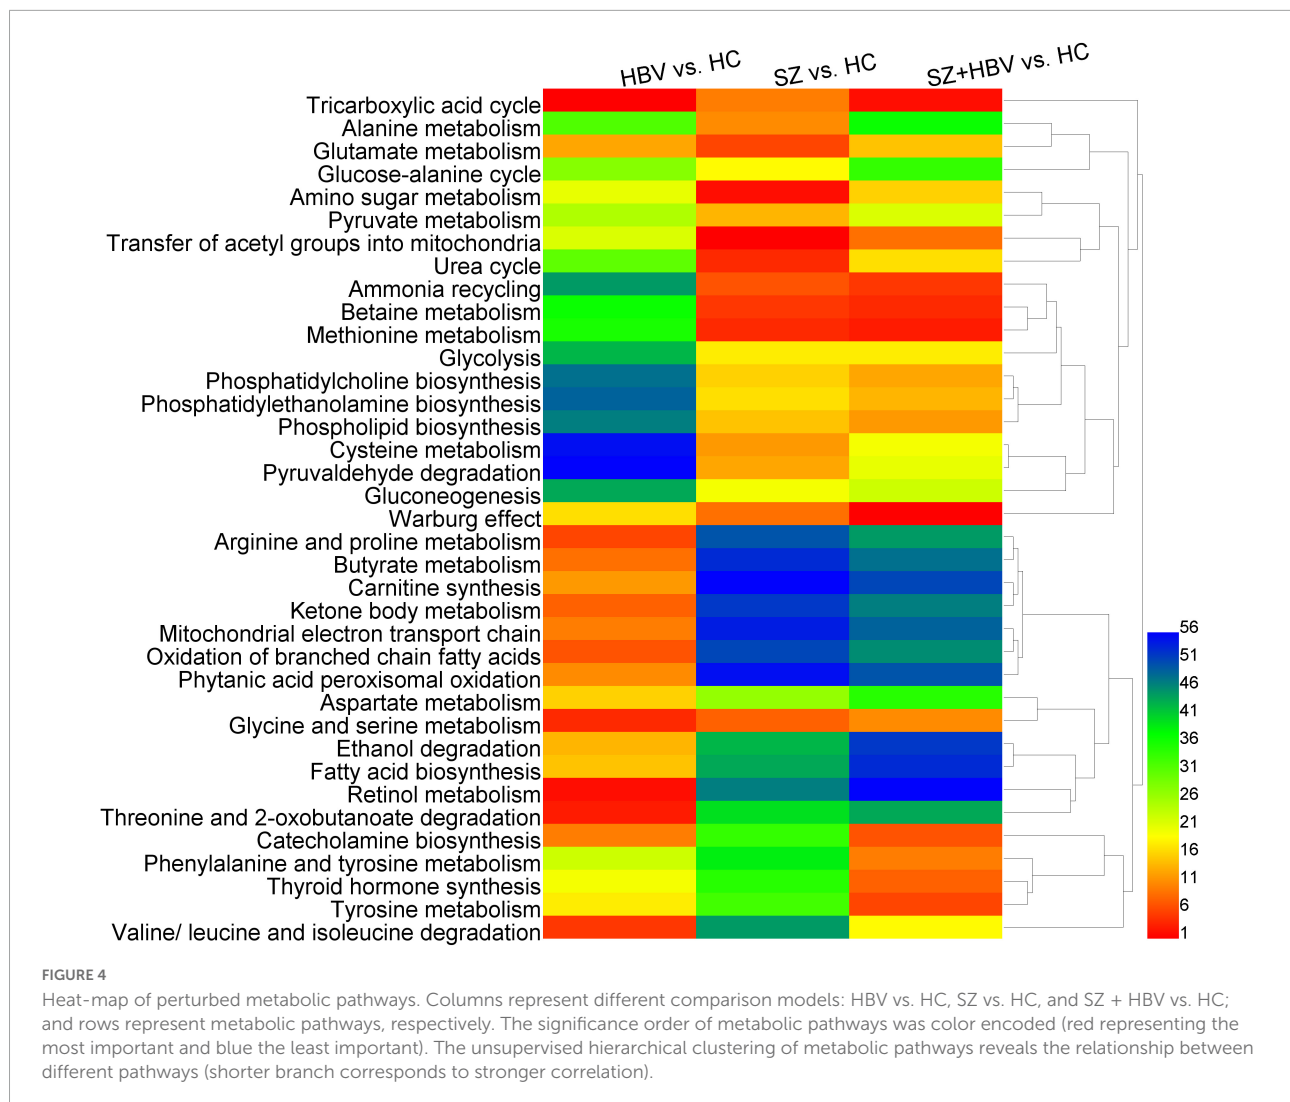 HBV vs. HC
SZ vs. HC
SZ+HBV vs. HC
Tricarboxylic acid cycle
Alanine metabolism
Glutamate metabolism
Glucose-alanine cycle
Amino sugar metabolism
Pyruvate metabolism
Transfer of acetyl groups into mitochondria
Urea cycle
Ammonia recycling
Betaine metabolism
Methionine metabolism
Glycolysis
Phosphatidylcholine biosynthesis
Phosphatidylethanolamine biosynthesis
Phospholipid biosynthesis
Cysteine metabolism
Pyruvaldehyde degradation
Gluconeogenesis
Warburg effect
Arginine and proline metabolism
Butyrate metabolism
Carnitine synthesis
Ketone body metabolism
Mitochondrial electron transport chain
Oxidation of branched chain fatty acids
Phytanic acid peroxisomal oxidation
Aspartate metabolism
Glycine and serine metabolism
Ethanol degradation
Fatty acid biosynthesis
Retinol metabolism
Threonine and 2-oxobutanoate degradation
Catecholamine biosynthesis
Phenylalanine and tyrosine metabolism
Thyroid hormone synthesis
Tyrosine metabolism
Valine/ leucine and isoleucine degradation
56
51
46
41
36
31
26
21
16
11
6
1
FIGURE 4
Heat-map of perturbed metabolic pathways. Columns represent different comparison models: HBV vs. HC, SZ vs. HC, and SZ + HBV vs. HC;
and rows represent metabolic pathways, respectively. The significance order of metabolic pathways was color encoded (red representing the
most important and blue the least important). The unsupervised hierarchical clustering of metabolic pathways reveals the relationship between
different pathways (shorter branch corresponds to stronger correlation).